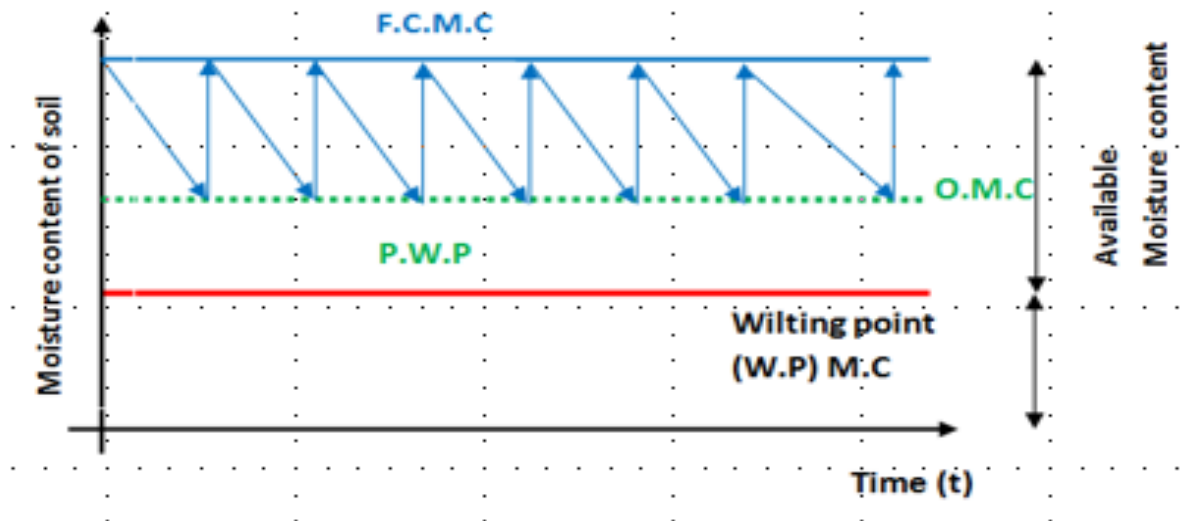 F.C.M.C
Moisture content of soil
O.M.C
Available
Moisture content
P.W.P
Wilting point
(W.P) M.C
Time (t)